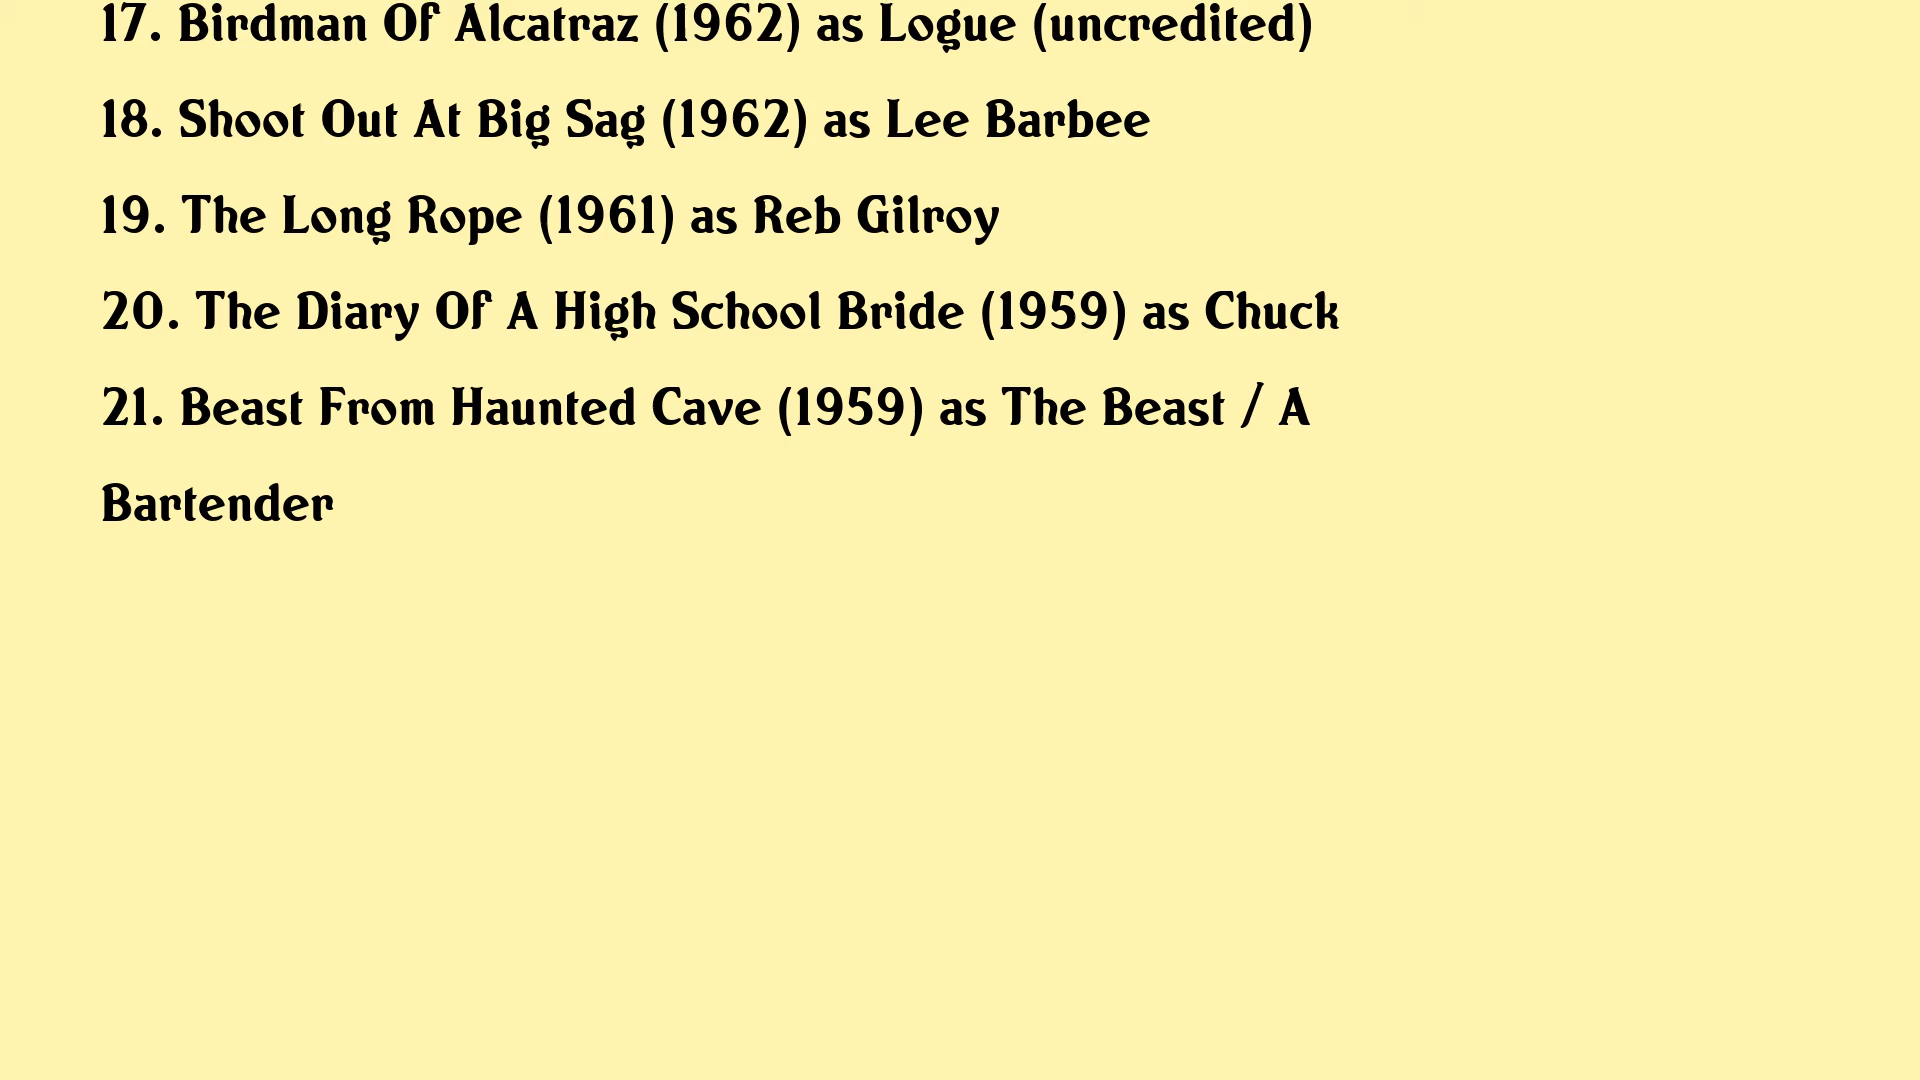 17. Birdman Of Alcatraz (1962) as Logue (uncredited)
18. Shoot Out At Big Sag (1962) as Lee Barbee
19. The Long Rope (1961) as Reb Gilroy
20. The Diary Of A High School Bride (1959) as Chuck
21. Beast From Haunted Cave (1959) as The Beast / A
Bartender